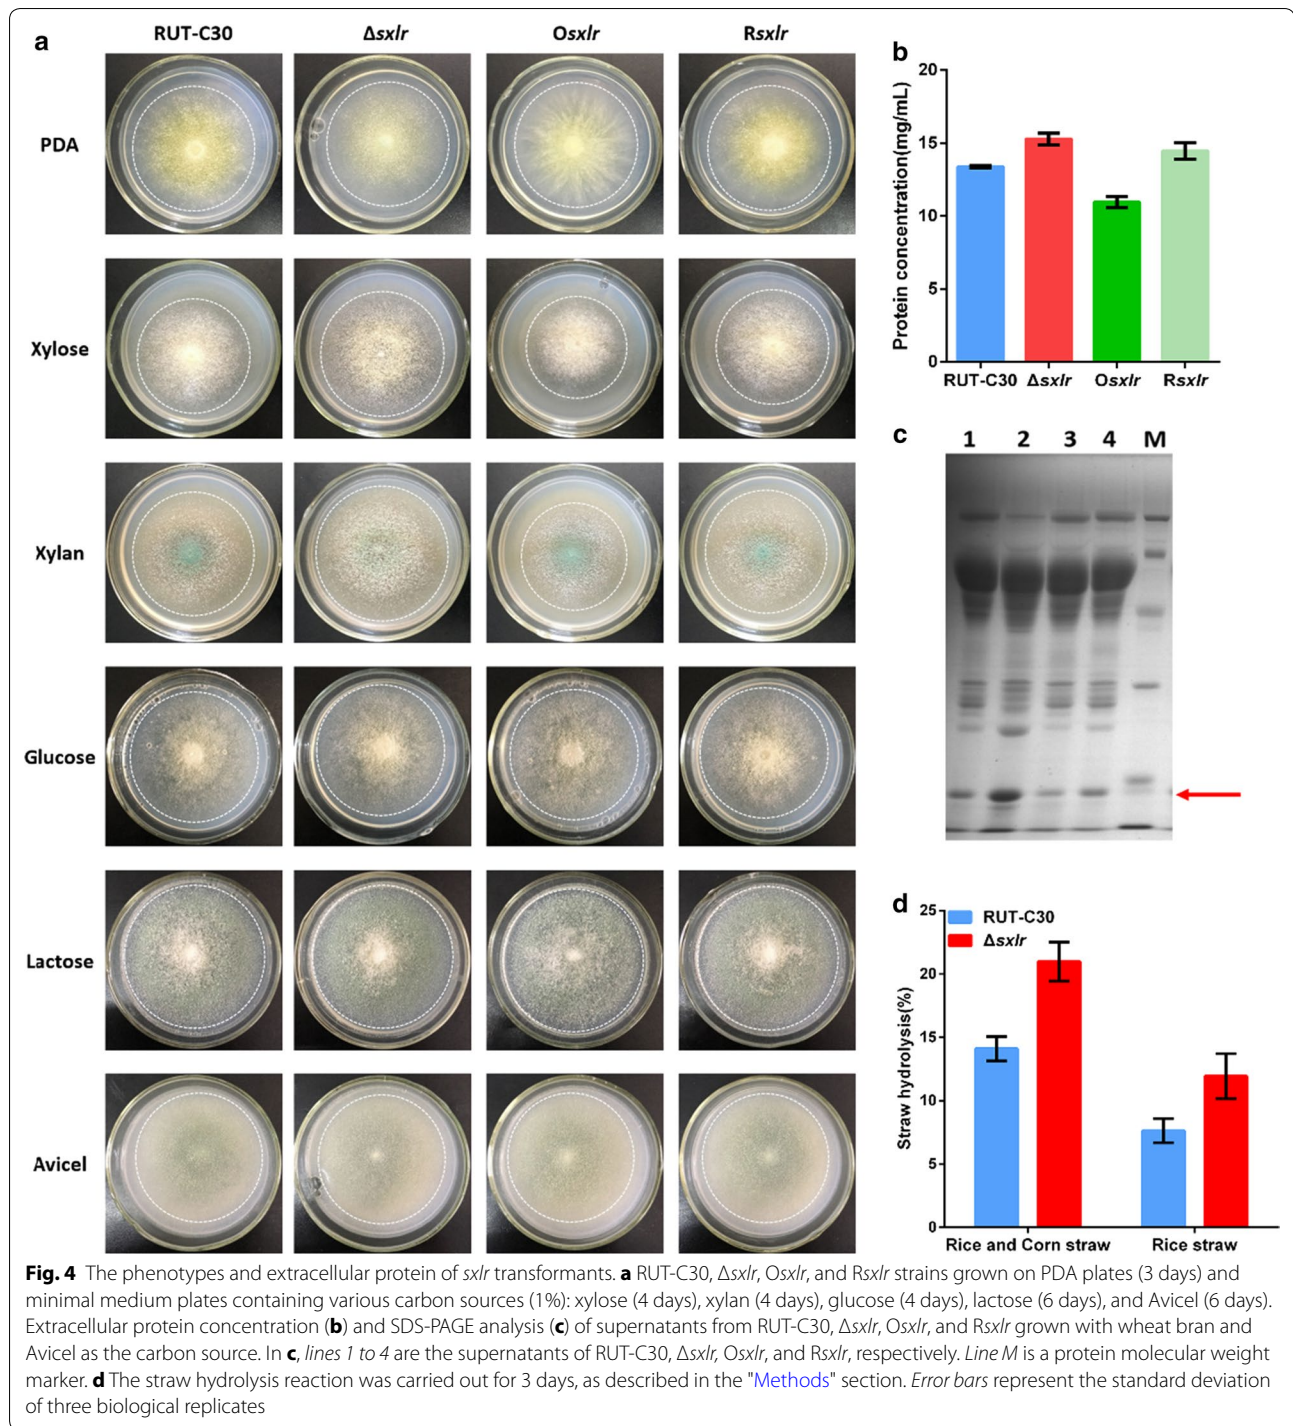 a
RUT-C30 Δsxlr Osxlr Rsxlr
PDA
Xylose
Xylan
Glucose
Lactose
Avicel
b
20
15
10
5
0
Protein concentration(mg/mL)
RUT-C30 Δsxlr Osxlr Rsxlr
c
1 2 3 4 M
d
25
20
15
10
5
0
Straw hydrolysis(%)
RUT-C30
Δsxlr
Rice and Corn straw Rice straw
Fig. 4 The phenotypes and extracellular protein of sxlr transformants. a RUT-C30, Δsxlr, Osxlr, and Rsxlr strains grown on PDA plates (3 days) and
minimal medium plates containing various carbon sources (1%): xylose (4 days), xylan (4 days), glucose (4 days), lactose (6 days), and Avicel (6 days).
Extracellular protein concentration (b) and SDS-PAGE analysis (c) of supernatants from RUT-C30, Δsxlr, Osxlr, and Rsxlr grown with wheat bran and
Avicel as the carbon source. In c, lines 1 to 4 are the supernatants of RUT-C30, Δsxlr, Osxlr, and Rsxlr, respectively. Line M is a protein molecular weight
marker. d The straw hydrolysis reaction was carried out for 3 days, as described in the "Methods" section. Error bars represent the standard deviation
of three biological replicates